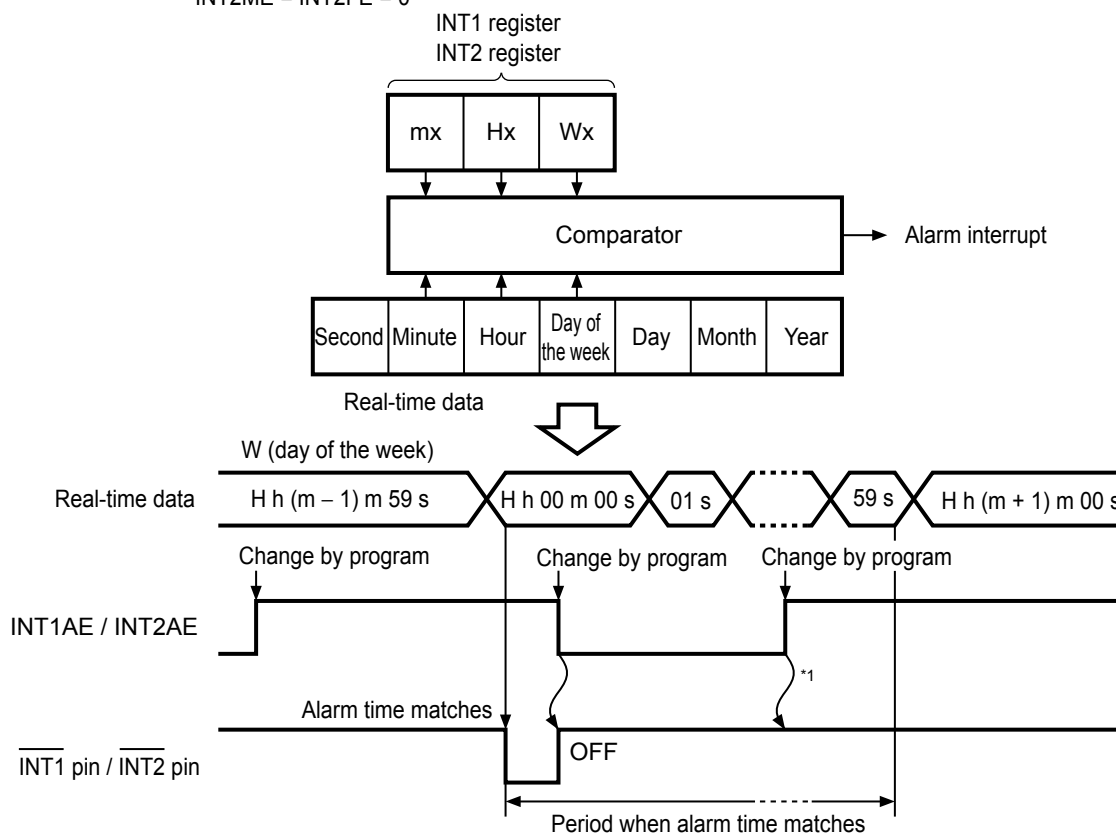 INT2ME = INT2FE = 0
INT1 register
INT2 register
mx Hx Wx
Comparator
Alarm interrupt
Second Minute Hour Day of the week Day Month Year
Real-time data
W (day of the week)
Real-time data H h (m − 1) m 59 s H h 00 m 00 s 01 s 59 s H h (m + 1) m 00 s
Change by program Change by program Change by program
INT1AE / INT2AE
*1
Alarm time matches
OFF
INT1 pin / INT2 pin
Period when alarm time matches